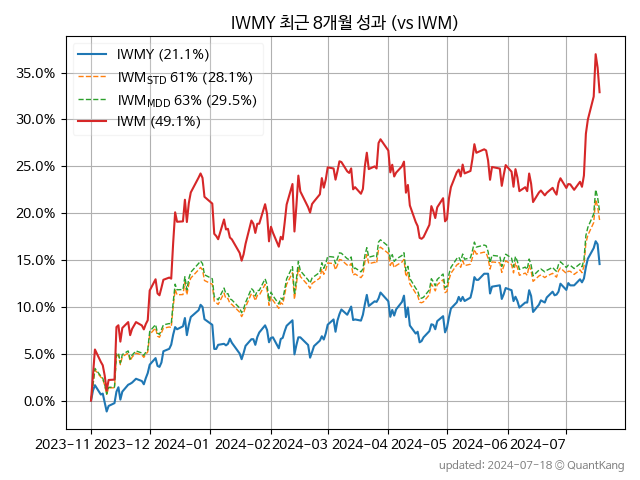 IWMY 최근 8개월 성과 (vs IWM)
IWMY (21.1%)
IWM_STD 61% (28.1%)
IWM_MDD 63% (29.5%)
IWM (49.1%)
35.0%
30.0%
25.0%
20.0%
15.0%
10.0%
5.0%
0.0%
2023-11 2023-12 2024-01 2024-02 2024-03 2024-04 2024-05 2024-06 2024-07
updated: 2024-07-18 © QuantKang